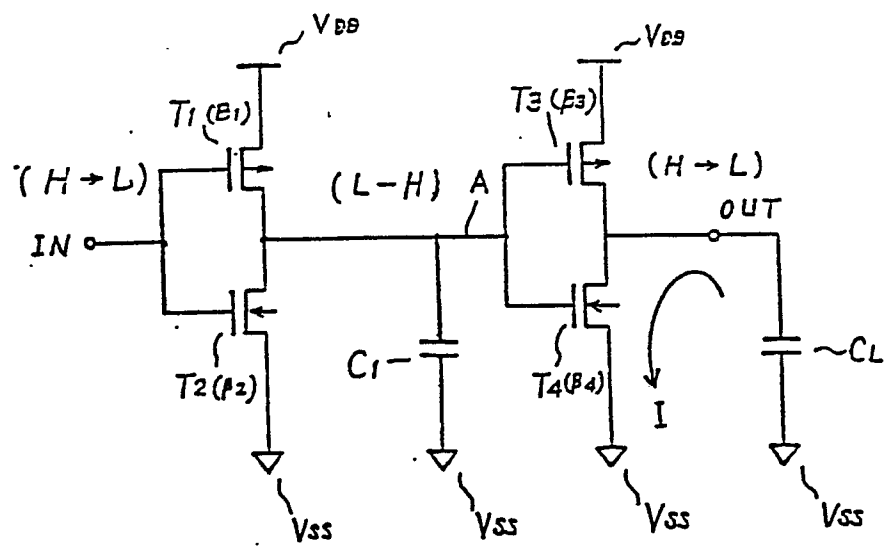 VDD
VDD
T1 (β1)
T3 (β3)
(H → L)
(L – H)
A
(H → L)
OUT
IN
C1
CL
T2 (β2)
T4 (β4)
I
VSS
VSS
VSS
VSS